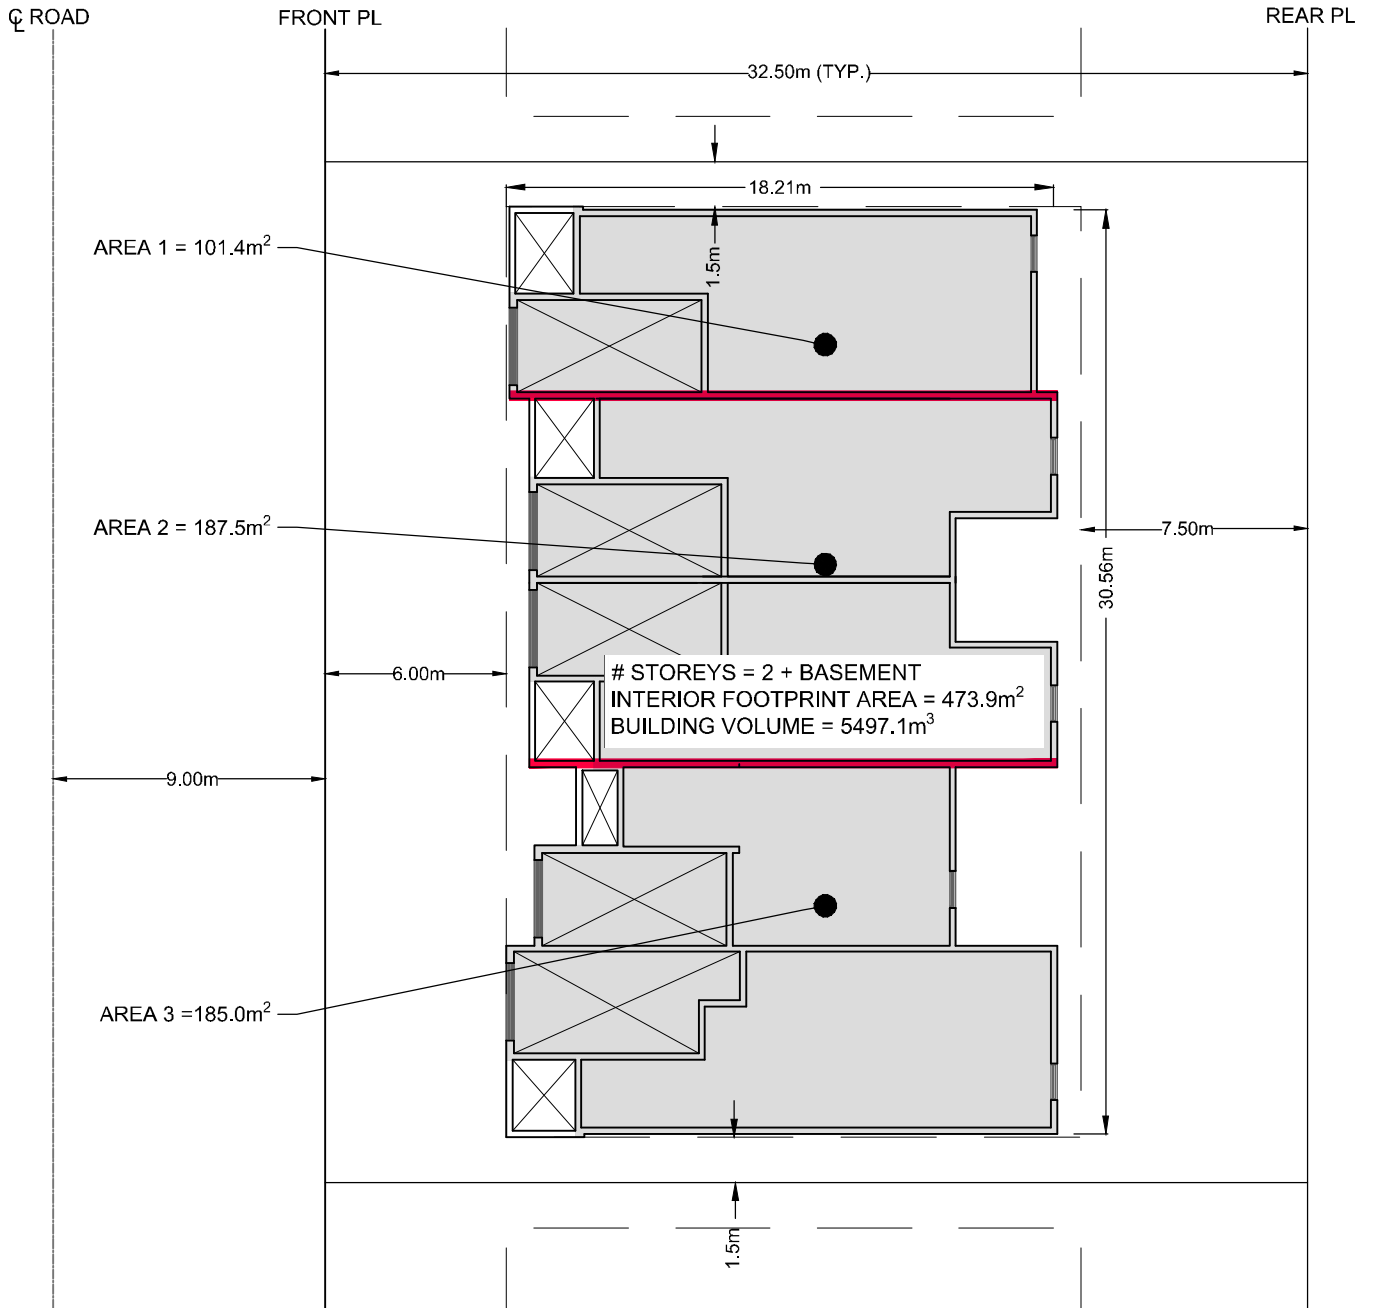 ℄ ROAD
FRONT PL
REAR PL
32.50m (TYP.)
18.21m
AREA 1 = 101.4m²
1.5m
AREA 2 = 187.5m²
7.50m
30.56m
6.00m
# STOREYS = 2 + BASEMENT
INTERIOR FOOTPRINT AREA = 473.9m²
BUILDING VOLUME = 5497.1m³
9.00m
AREA 3 =185.0m²
1.5m